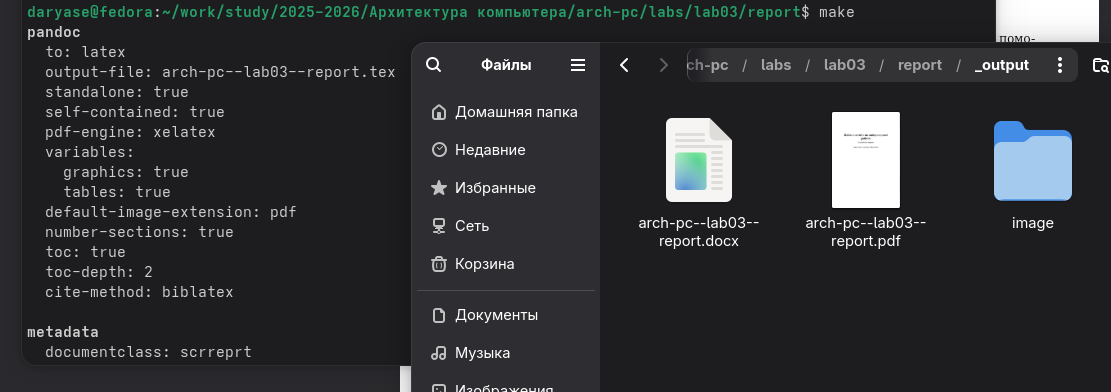 daryase@fedora:~/work/study/2025-2026/Архитектура компьютера/arch-pc/labs/lab03/report$ make
pandoc
to: latex
output-file: arch-pc--lab03--report.tex
standalone: true
self-contained: true
pdf-engine: xelatex
variables:
graphics: true
tables: true
default-image-extension: pdf
number-sections: true
toc: true
toc-depth: 2
cite-method: biblatex
metadata
documentclass: scrreprt
помо-
Файлы
ch-pc / labs / lab03 / report / _output
Домашняя папка
Недавние
Избранные
Сеть
Корзина
Документы
Музыка
Изображения
arch-pc--lab03--
report.docx
arch-pc--lab03--
report.pdf
image